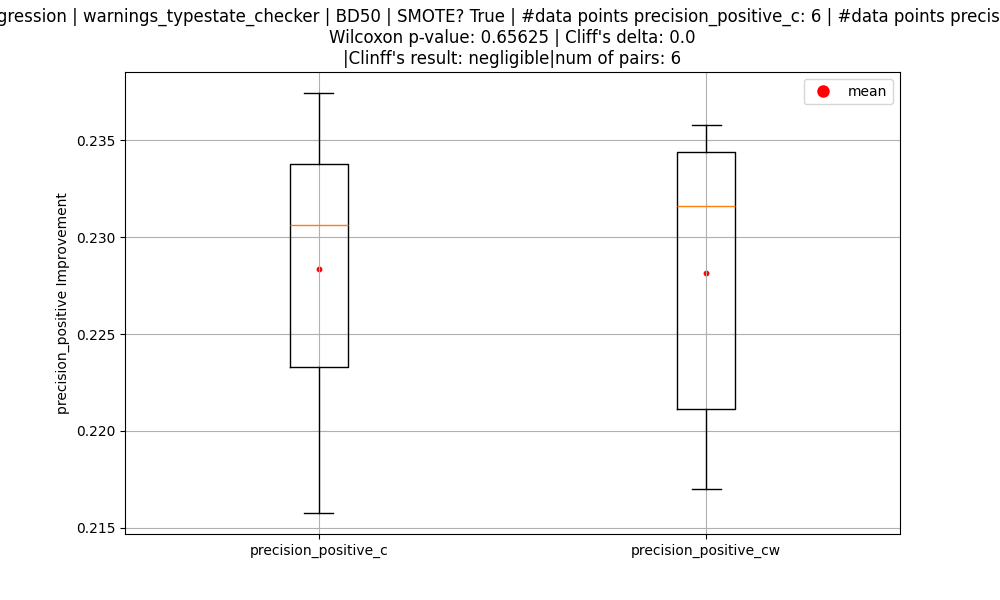 gression | warnings_typestate_checker | BD50 | SMOTE? True | #data points precision_positive_c: 6 | #data points precis
Wilcoxon p-value: 0.65625 | Cliff's delta: 0.0
|Clinff's result: negligible|num of pairs: 6
mean
0.235
0.230
0.225
0.220
0.215
precision_positive Improvement
precision_positive_c
precision_positive_cw